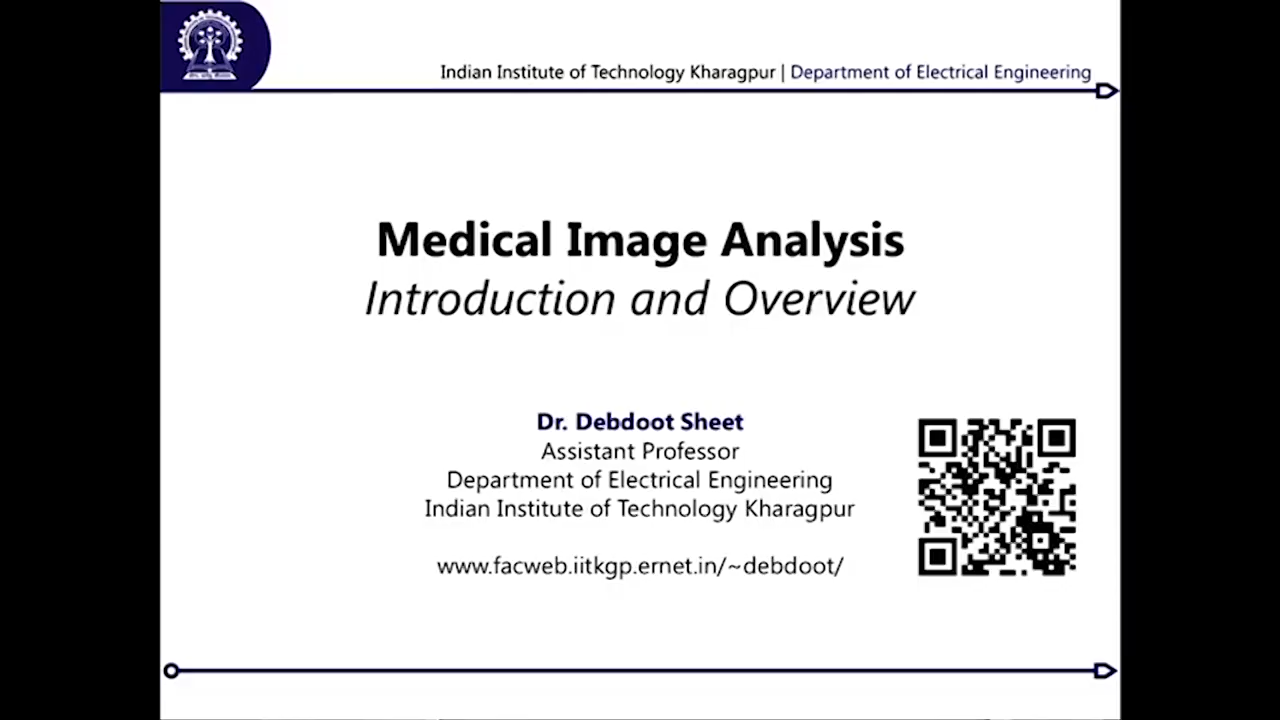 Indian Institute of Technology Kharagpur | Department of Electrical Engineering
Medical Image Analysis
Introduction and Overview
Dr. Debdoot Sheet
Assistant Professor
Department of Electrical Engineering
Indian Institute of Technology Kharagpur
www.facweb.iitkgp.ernet.in/~debdoot/